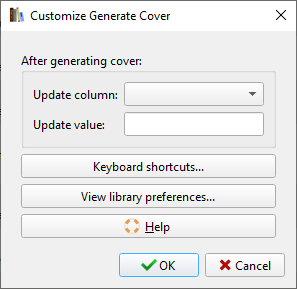 Customize Generate Cover
After generating cover:
Update column:
Update value:
Keyboard shortcuts...
View library preferences...
Help
OK
Cancel